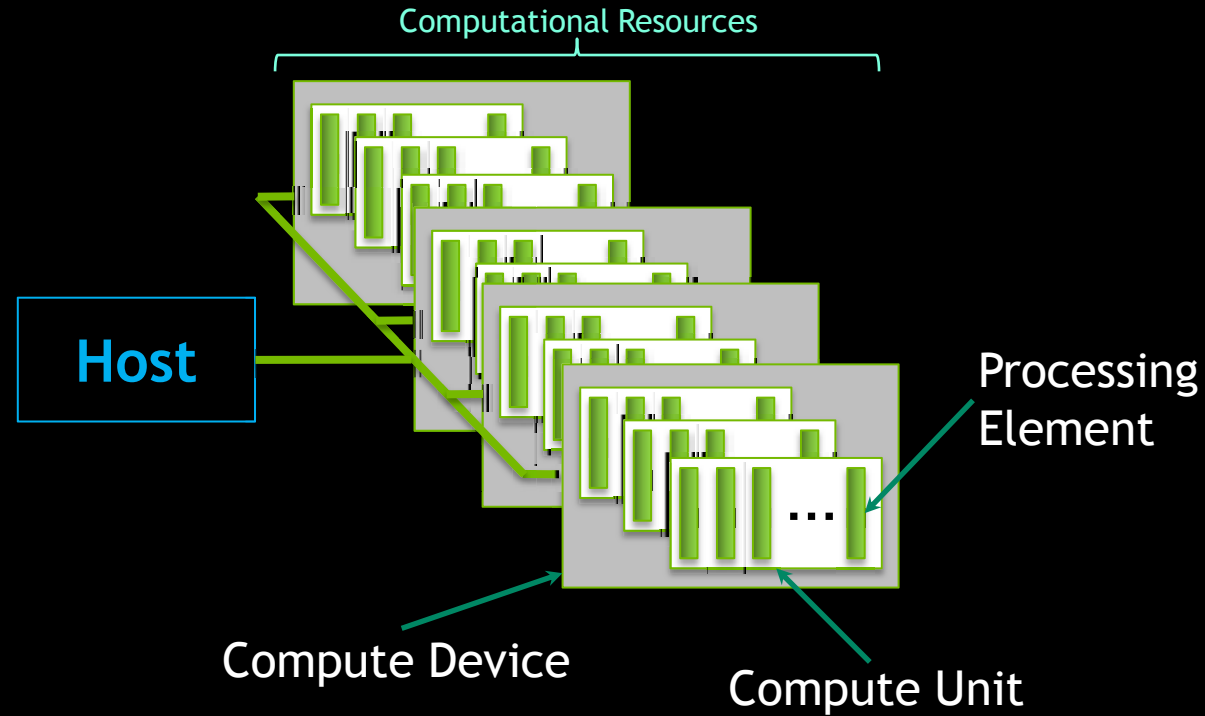 Computational Resources
Host
Processing
Element
...
Compute Device
Compute Unit